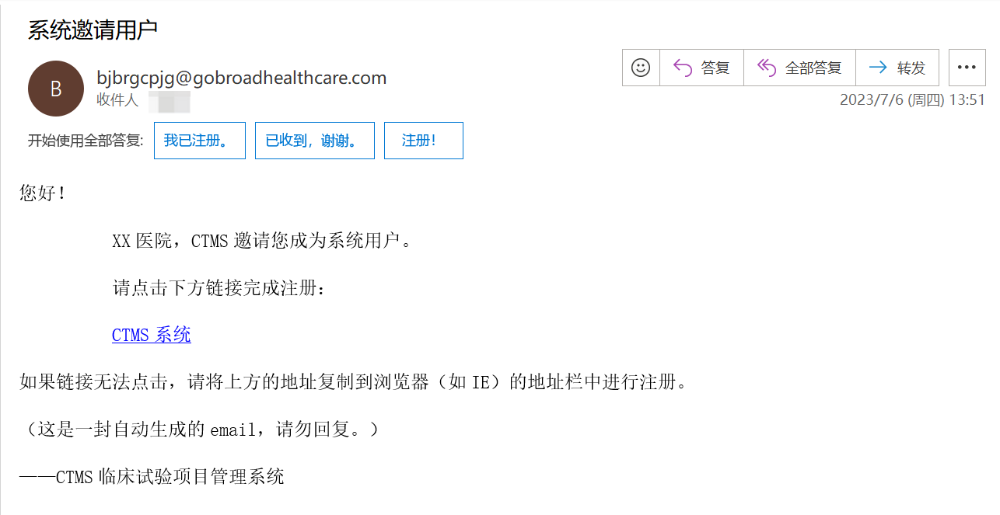 系统邀请用户
B
bjbrgcpjg@gobroadhealthcare.com
收件人
答复
全部答复
转发
2023/7/6 (周四) 13:51
开始使用全部答复:
我已注册。
已收到，谢谢。
注册！
您好！
XX 医院，CTMS 邀请您成为系统用户。
请点击下方链接完成注册：
CTMS 系统
如果链接无法点击，请将上方的地址复制到浏览器（如 IE）的地址栏中进行注册。
（这是一封自动生成的 email，请勿回复。）
——CTMS 临床试验项目管理系统